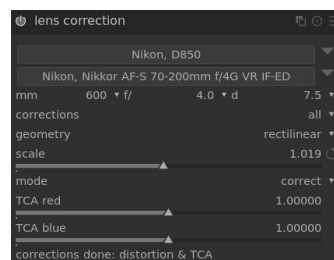 lens correction
Nikon, D850
Nikon, Nikkor AF-S 70-200mm f/4G VR IF-ED
mm 600 f/ 4.0 d 7.5
corrections all
geometry rectilinear
scale 1.019
mode correct
TCA red 1.00000
TCA blue 1.00000
corrections done: distortion & TCA